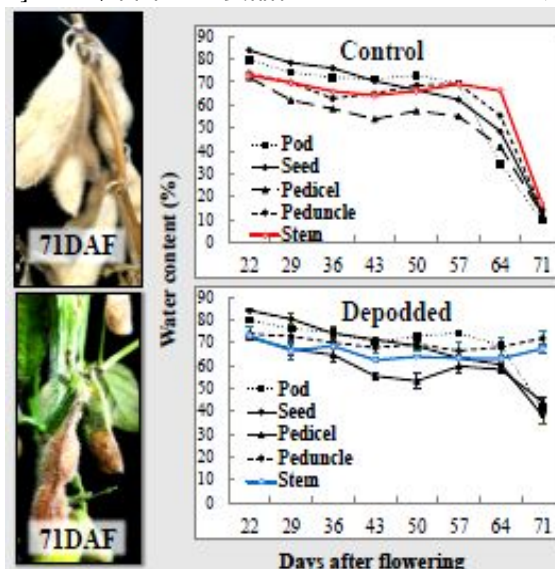 Control
90
80
70
60
50
40
30
20
10
0
Pod
Seed
Pedicel
Peduncle
Stem
22 29 36 43 50 57 64 71
71DAF
Water content (%)
Depodded
90
80
70
60
50
40
30
20
10
0
Pod
Seed
Pedicel
Peduncle
Stem
22 29 36 43 50 57 64 71
71DAF
Days after flowering